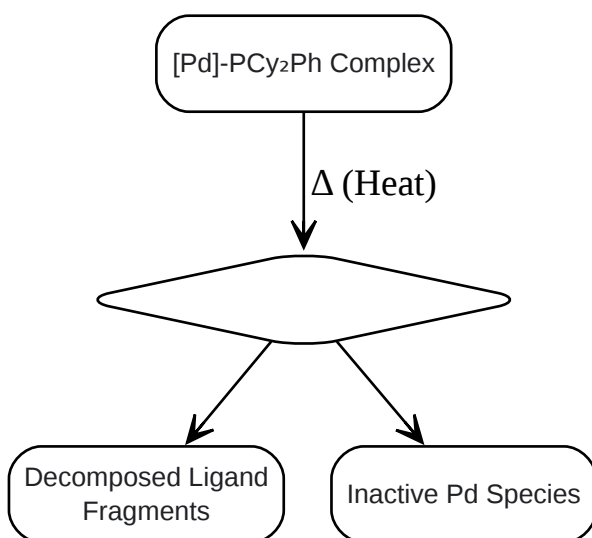 [Pd]-PCy₂Ph Complex
Δ (Heat)
Decomposed Ligand
Fragments
Inactive Pd Species